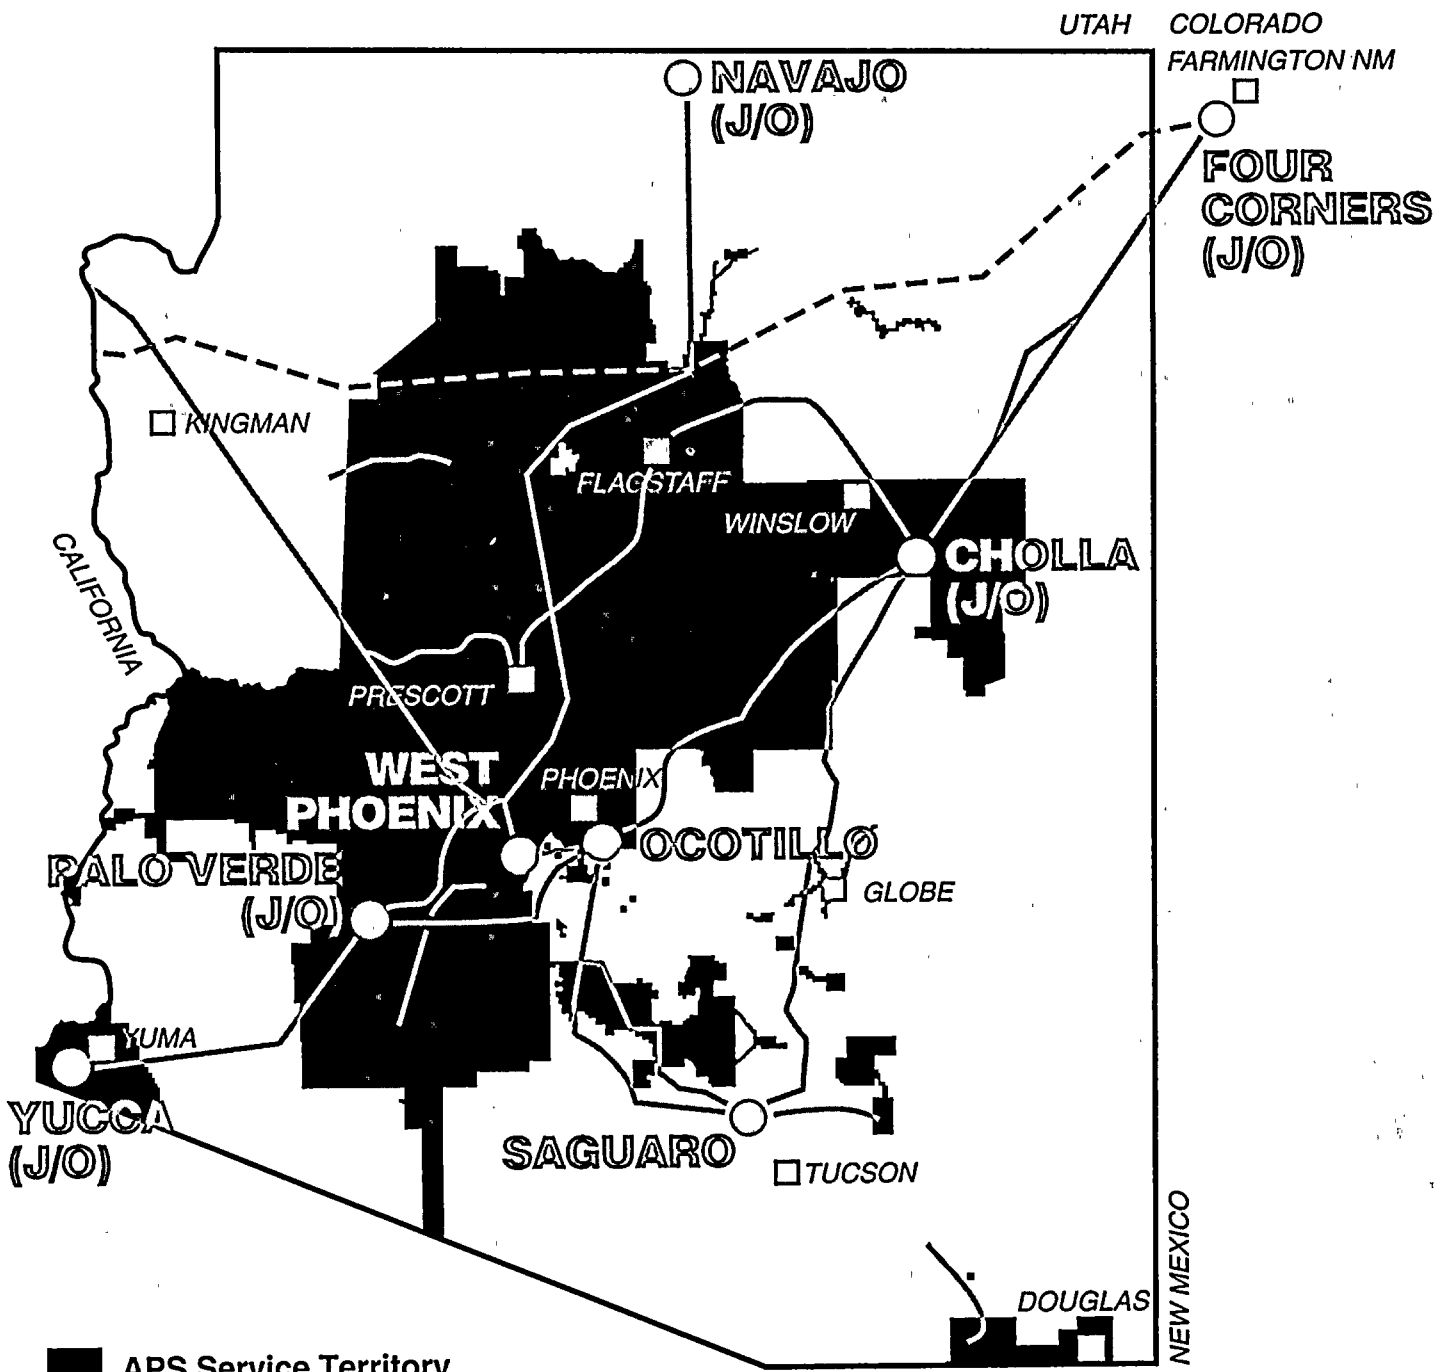 UTAH COLORADO
FARMINGTON NM
NAVAJO
(J/O)
FOUR
CORNERS
(J/O)
KINGMAN
FLAGSTAFF
WINSLOW
CHOLLA
(J/O)
CALIFORNIA
PRESCOTT
WEST
PHOENIX
PHOENIX
OCOTILLO
PALO VERDE
(J/O)
GLOBE
YUMA
YUCCA
(J/O)
SAGUARO
TUCSON
NEW MEXICO
DOUGLAS
APS Service Territory